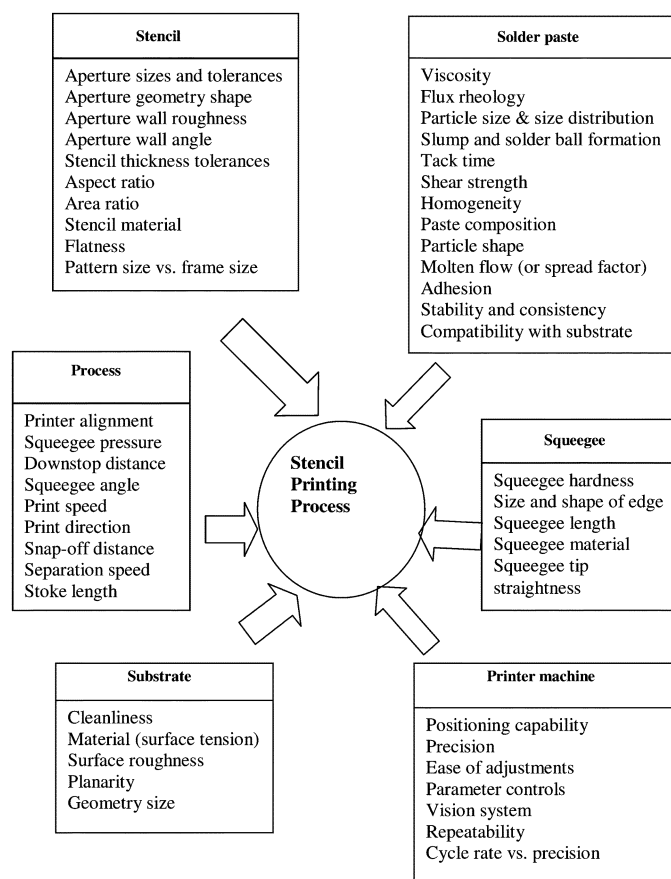 Stencil
Aperture sizes and tolerances
Aperture geometry shape
Aperture wall roughness
Aperture wall angle
Stencil thickness tolerances
Aspect ratio
Area ratio
Stencil material
Flatness
Pattern size vs. frame size
Solder paste
Viscosity
Flux rheology
Particle size & size distribution
Slump and solder ball formation
Tack time
Shear strength
Homogeneity
Paste composition
Particle shape
Molten flow (or spread factor)
Adhesion
Stability and consistency
Compatibility with substrate
Process
Printer alignment
Squeegee pressure
Downstop distance
Squeegee angle
Print speed
Print direction
Snap-off distance
Separation speed
Stoke length
Stencil
Printing
Process
Squeegee
Squeegee hardness
Size and shape of edge
Squeegee length
Squeegee material
Squeegee tip
straightness
Substrate
Cleanliness
Material (surface tension)
Surface roughness
Planarity
Geometry size
Printer machine
Positioning capability
Precision
Ease of adjustments
Parameter controls
Vision system
Repeatability
Cycle rate vs. precision